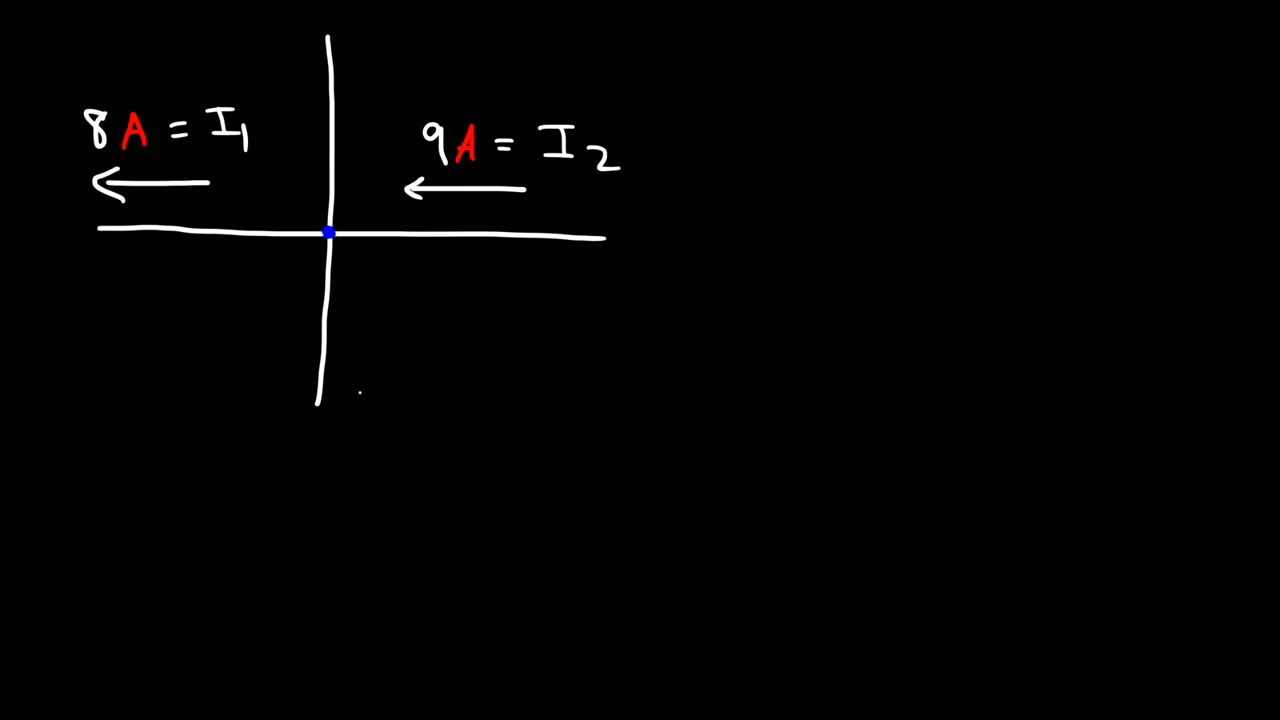 8A = I₁
9A = I₂